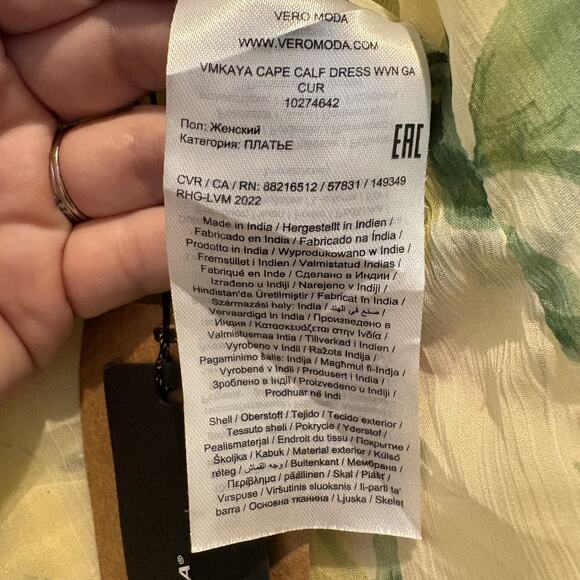 VERO MODA
WWW.VEROMODA.COM
VMKAYA CAPE CALF DRESS WVN GA
CUR
10274642
Пол: Женский
Категория: ПЛАТЬЕ
EAC
CVR / CA / RN: 88216512 / 57831 / 149349
RHG-LVM 2022
Made in India / Hergestellt in Indien /
Fabricado en India / Fabricado na Índia /
Prodotto in India / Wyprodukowano w Indie /
Fremstillet i Indien / Valmistatud Indias /
Fabriqué en Inde / Сделано в Индии /
Izrađeno u Indiji / Narejeno v Indiji /
Hindistan'da Üretilmiştir / Fabricat în India /
Származási hely: India / صنع في الهند /
Vervaardigd in India / Произведено в
Индия / Κατασκευάζεται στην Ινδία /
Valmistusmaa Intia / Tillverkad i Indien /
Vyrobeno v Indii / Ražots Indija /
Pagaminimo šalis: Indija / Magħmul fl-Indja /
Vyrobené v Indii / Produsert i India /
Зроблено в Індії / Proizvedeno u Indiji /
Prodhuar në Indi
Shell / Oberstoff / Tejido / Tecido exterior /
Tessuto shell / Pokrycie / Yderstof /
Pealismaterjal / Endroit du tissu / Покрытие /
Školjka / Kabuk / Material exterior / Külső
réteg / وجه القماش / Buitenkant / Мембрана /
Περίβλημα / päällinen / Skal / Plášť /
Virspuse / Viršutinis sluoksnis / Il-parti ta'
barra / Основна тканина / Ljuska / Skelet
A®